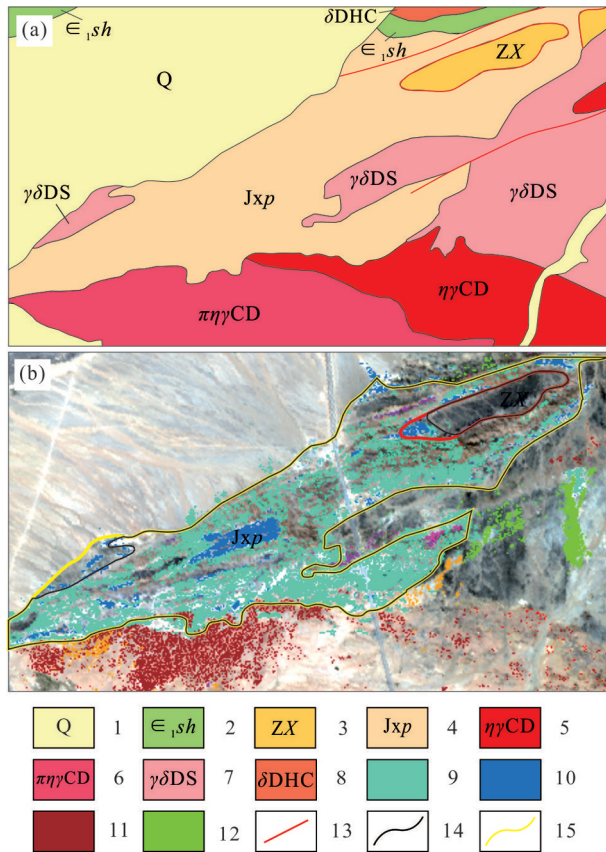 (a)
δDHC
∈₁sh
∈₁sh
ZX
Q
γδDS
γδDS
Jxp
γδDS
ηγCD
πηγCD
(b)
ZX
Jxp
Q 1 ∈₁sh 2 ZX 3 Jxp 4 ηγCD 5
πηγCD 6 γδDS 7 δDHC 8 9 10
11 12 13 14 15